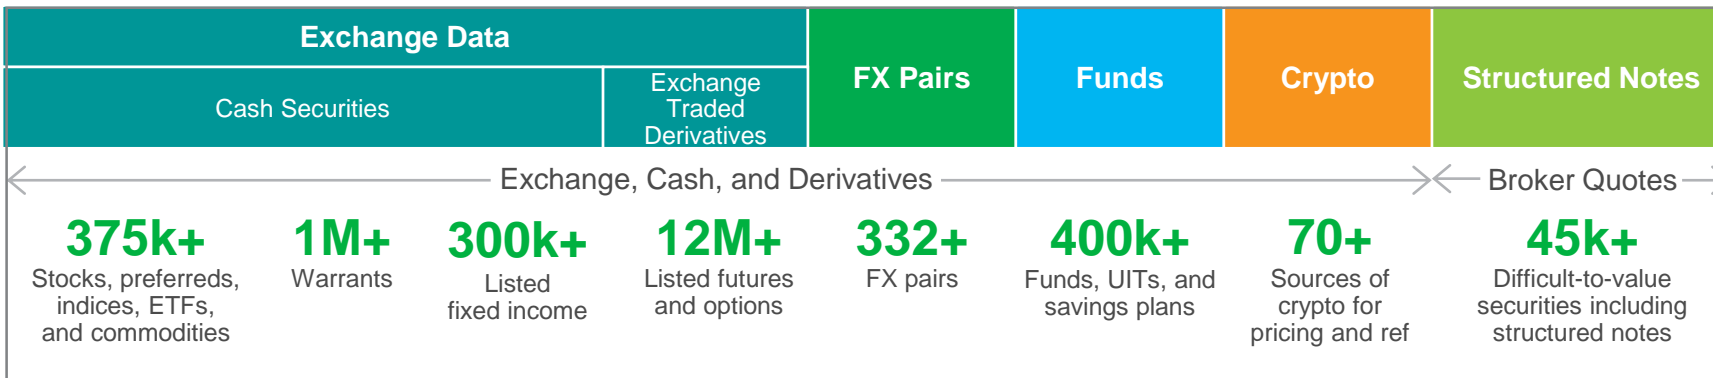 Exchange Data
Cash Securities
Exchange
Traded
Derivatives
FX Pairs
Funds
Crypto
Structured Notes
Exchange, Cash, and Derivatives
Broker Quotes
375k+
Stocks, preferreds,
indices, ETFs,
and commodities
1M+
Warrants
300k+
Listed
fixed income
12M+
Listed futures
and options
332+
FX pairs
400k+
Funds, UITs, and
savings plans
70+
Sources of
crypto for
pricing and ref
45k+
Difficult-to-value
securities including
structured notes